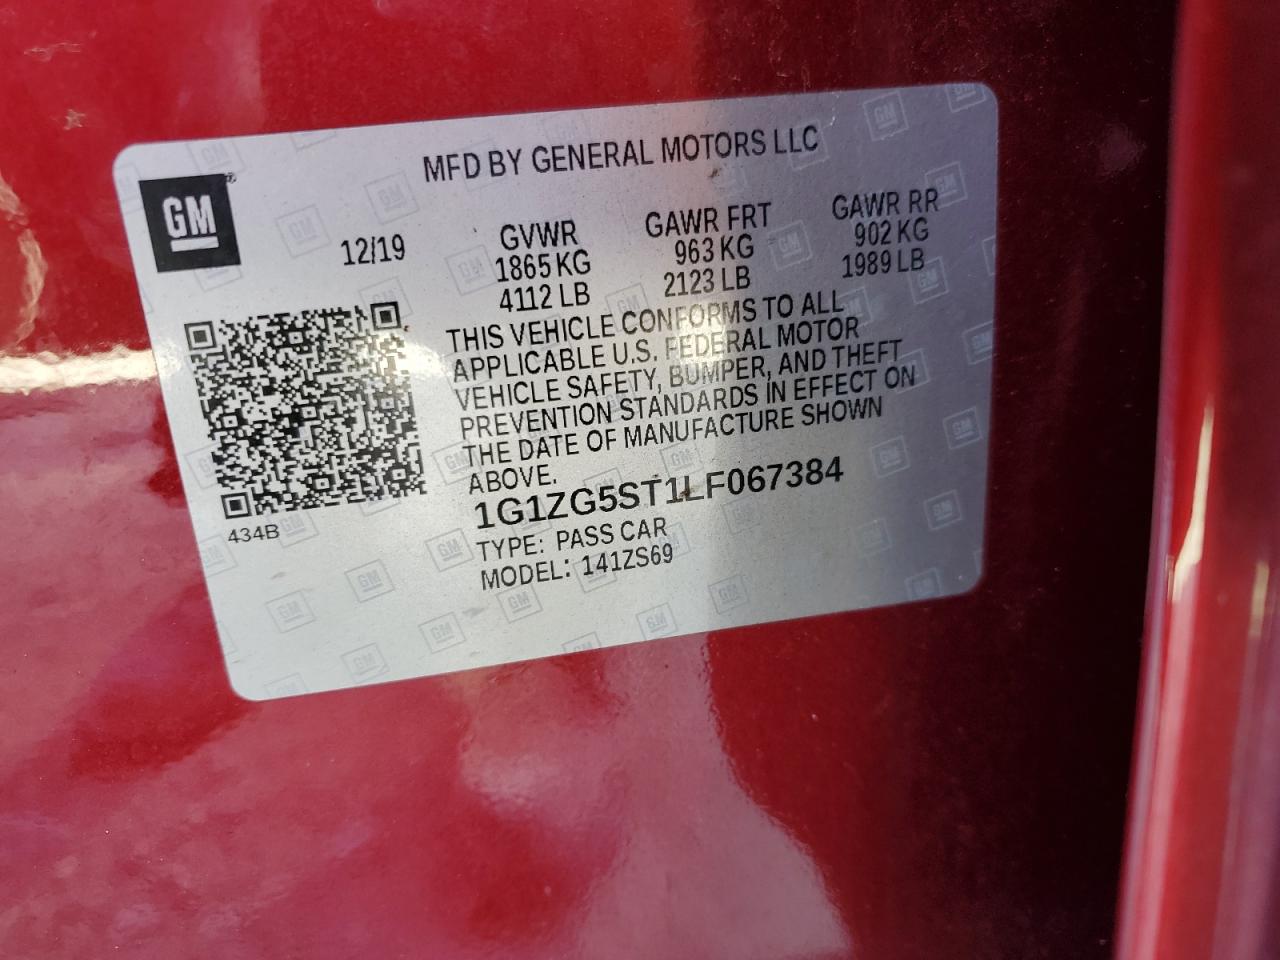 MFD BY GENERAL MOTORS LLC
GM®
12/19
GVWR
1865 KG
4112 LB
GAWR FRT
963 KG
2123 LB
GAWR RR
902 KG
1989 LB
THIS VEHICLE CONFORMS TO ALL
APPLICABLE U.S. FEDERAL MOTOR
VEHICLE SAFETY, BUMPER, AND THEFT
PREVENTION STANDARDS IN EFFECT ON
THE DATE OF MANUFACTURE SHOWN
ABOVE.
1G1ZG5ST1LF067384
TYPE: PASS CAR
MODEL: 141ZS69
434B